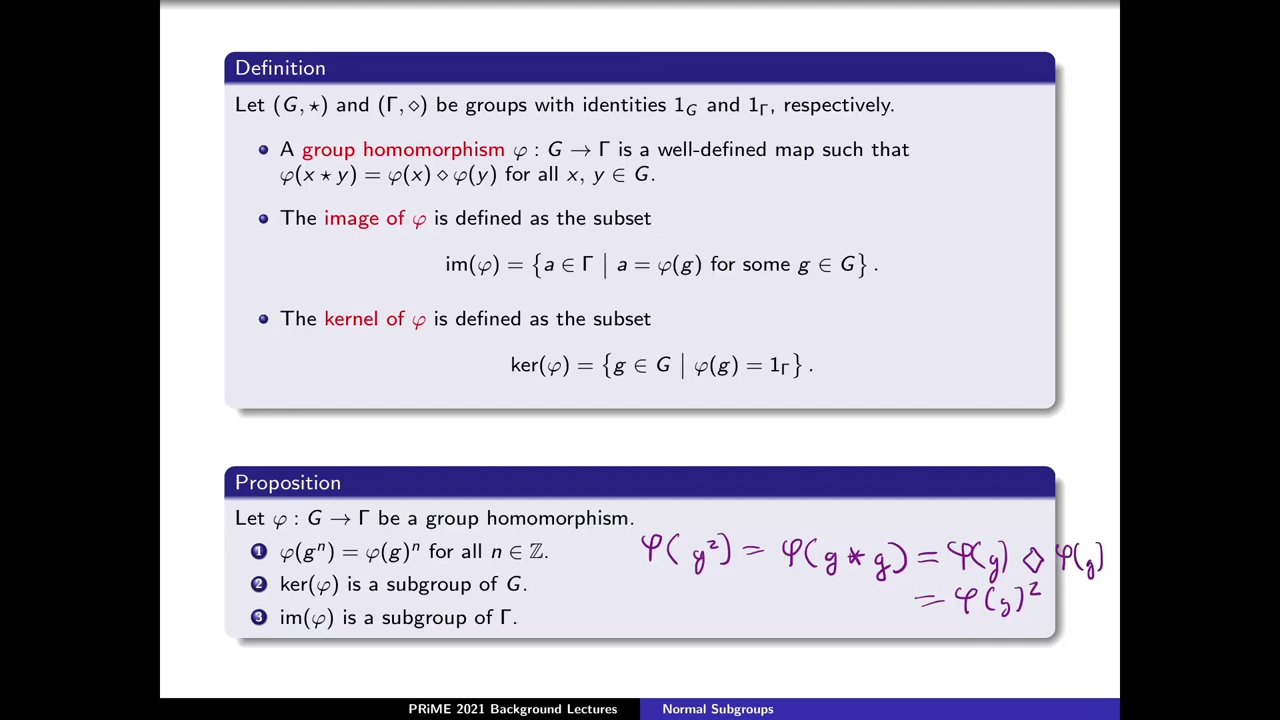 Definition
Let (G, ⋆) and (Γ, ⋄) be groups with identities 1_G and 1_Γ, respectively.
• A group homomorphism φ : G → Γ is a well-defined map such that
φ(x ⋆ y) = φ(x) ⋄ φ(y) for all x, y ∈ G.
• The image of φ is defined as the subset
im(φ) = {a ∈ Γ | a = φ(g) for some g ∈ G} .
• The kernel of φ is defined as the subset
ker(φ) = {g ∈ G | φ(g) = 1_Γ} .
Proposition
Let φ : G → Γ be a group homomorphism.
1 φ(gⁿ) = φ(g)ⁿ for all n ∈ ℤ.
φ(g²) = φ(g * g) = φ(g) ⋄ φ(g)
2 ker(φ) is a subgroup of G.
= φ(g)²
3 im(φ) is a subgroup of Γ.
PRiME 2021 Background Lectures Normal Subgroups